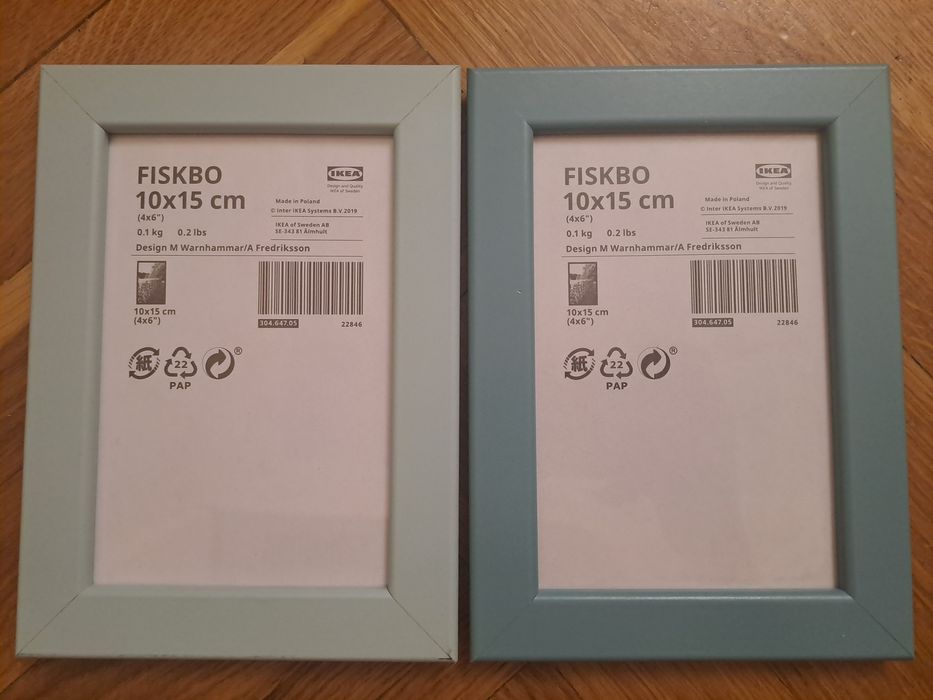 FISKBO
10x15 cm
(4x6")
0.1 kg 0.2 lbs
IKEA
Design and Quality
IKEA of Sweden
Made in Poland
© Inter IKEA Systems B.V. 2019
IKEA of Sweden AB
SE-343 81 Älmhult
Design M Warnhammar/A Fredriksson
10x15 cm
(4x6")
304.647.05 22846
紙 22 ®
PAP
FISKBO
10x15 cm
(4x6")
0.1 kg 0.2 lbs
IKEA
Design and Quality
IKEA of Sweden
Made in Poland
© Inter IKEA Systems B.V. 2019
IKEA of Sweden AB
SE-343 81 Älmhult
Design M Warnhammar/A Fredriksson
10x15 cm
(4x6")
304.647.05 22846
紙 22 ®
PAP